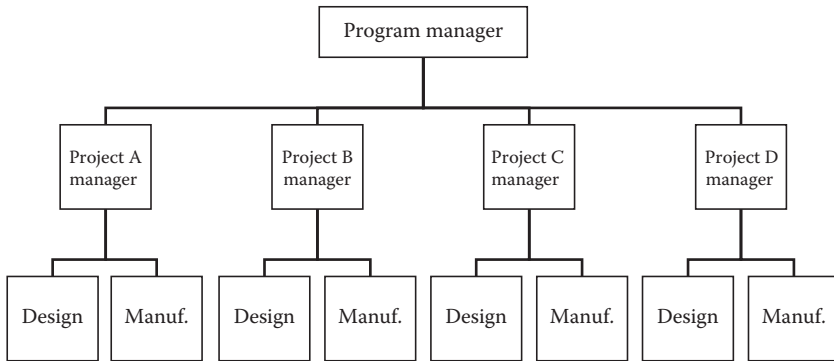 Program manager
Project A
manager
Project B
manager
Project C
manager
Project D
manager
Design
Manuf.
Design
Manuf.
Design
Manuf.
Design
Manuf.